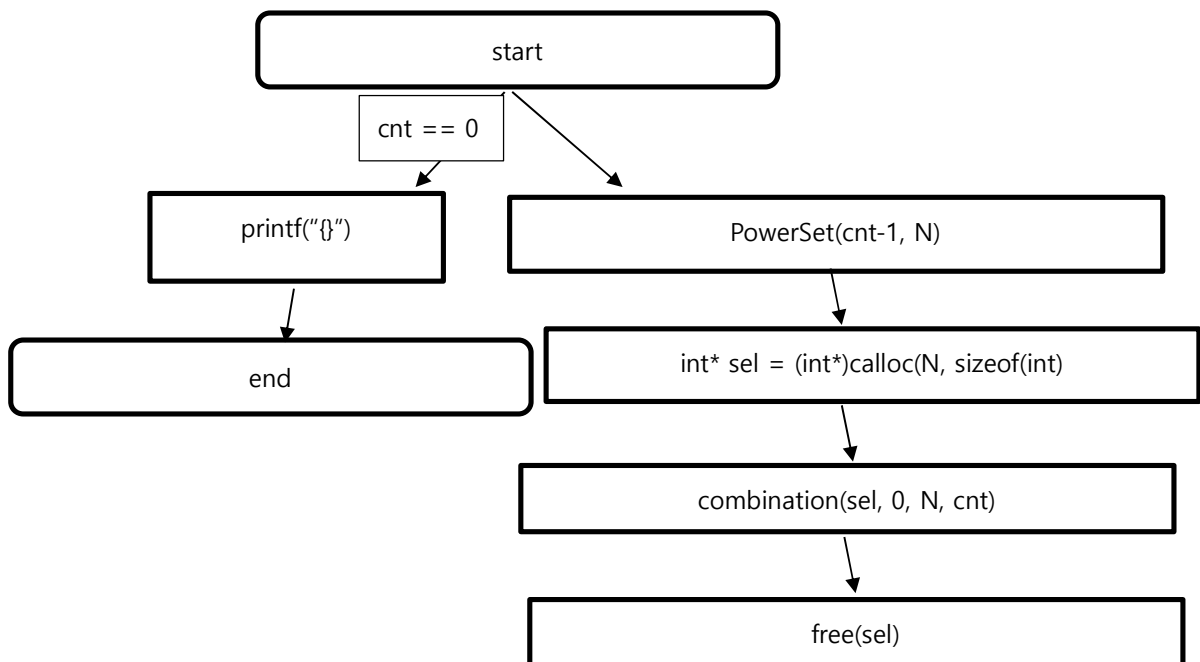 start
cnt == 0
printf(“{}”)
PowerSet(cnt-1, N)
end
int* sel = (int*)calloc(N, sizeof(int)
combination(sel, 0, N, cnt)
free(sel)